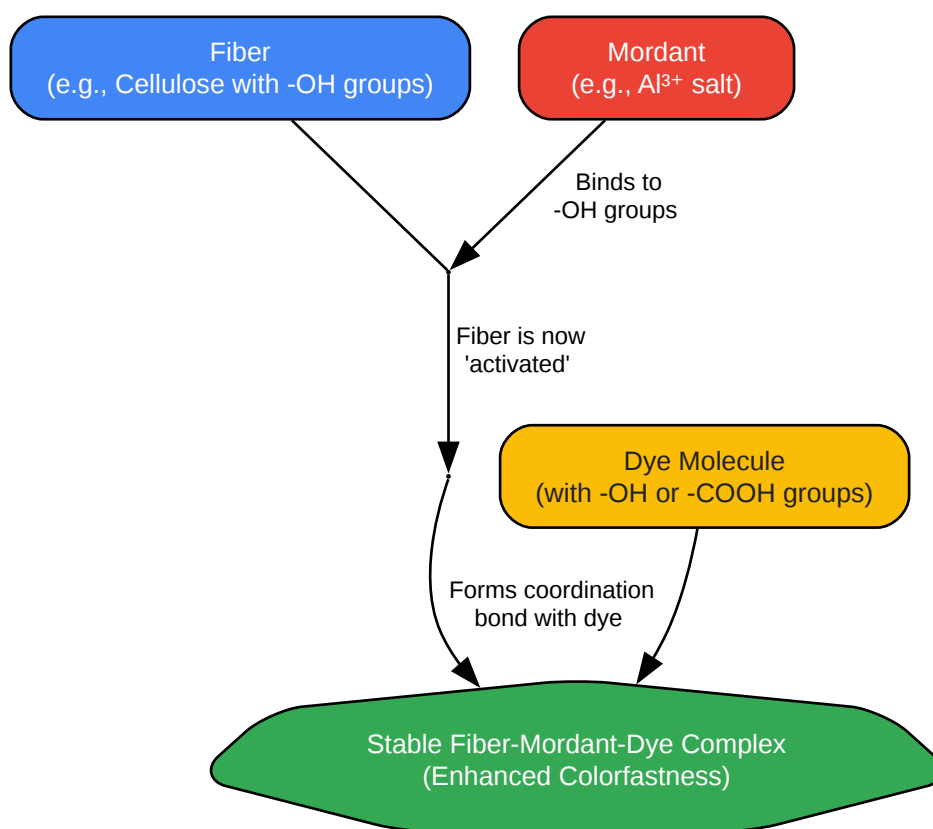 Fiber
(e.g., Cellulose with -OH groups)
Mordant
(e.g., Al³⁺ salt)
Binds to
-OH groups
Fiber is now
'activated'
Dye Molecule
(with -OH or -COOH groups)
Forms coordination
bond with dye
Stable Fiber-Mordant-Dye Complex
(Enhanced Colorfastness)